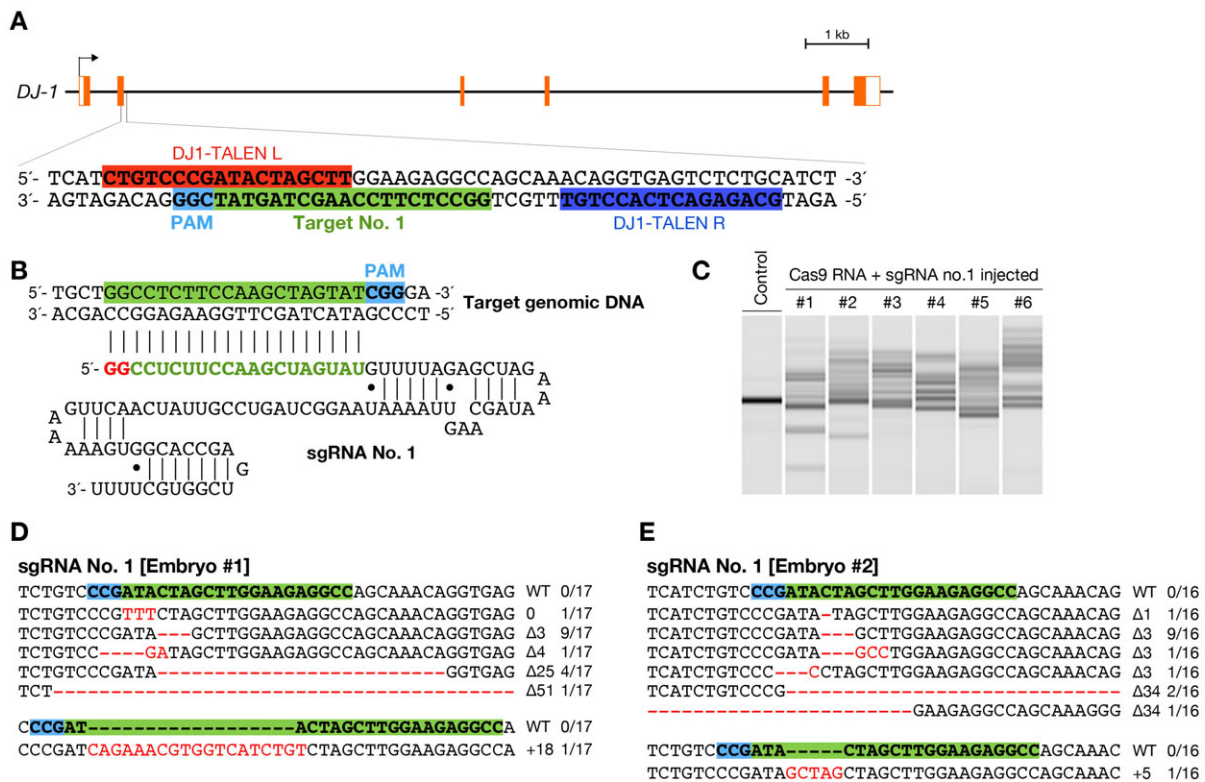 A
1 kb
DJ-1
DJ1-TALEN L
5´- TCATCTGTCCCGATACTAGCTTGGAAGAGGCCAGCAAACAGGTGAGTCTCTGCATCT -3´
3´- AGTAGACAGGGCTATGATCGAACCTTCTCCGGTCGTTTGTCCACTCAGAGACGTAGA -5´
PAM Target No. 1 DJ1-TALEN R
B
PAM
5´- TGCTGGCCTCTTCCAAGCTAGTATCGGGA -3´
Target genomic DNA
3´- ACGACCGGAGAAGGTTCGATCATAGCCCT -5´
5´- GGCCUCUUCCAAGCUAGUAUGUUUUAGAGCUAG
A
A
AGUUCAACUAUUGCCUGAUCGGAAUAAAAUU CGAUA
GAA
A
A
AAAAGUGGCACCGA
sgRNA No. 1
G
3´- UUUUCGUGGCU
C
Control
Cas9 RNA + sgRNA no.1 injected
#1 #2 #3 #4 #5 #6
D
sgRNA No. 1 [Embryo #1]
TCTGTCCCGATACTAGCTTGGAAGAGGCCAGCAAACAGGTGAG WT 0/17
TCTGTCCCGTTTCTAGCTTGGAAGAGGCCAGCAAACAGGTGAG 0 1/17
TCTGTCCCGATA---GCTTGGAAGAGGCCAGCAAACAGGTGAG Δ3 9/17
TCTGTCC----GATAGCTTGGAAGAGGCCAGCAAACAGGTGAG Δ4 1/17
TCTGTCCCGATA-------------------------GGTGAG Δ25 4/17
TCT---------------------------------------- Δ51 1/17
CCCGAT------------------ACTAGCTTGGAAGAGGCCA WT 0/17
CCCGATCAGAAACGTGGTCATCTGTCTAGCTTGGAAGAGGCCA +18 1/17
E
sgRNA No. 1 [Embryo #2]
TCATCTGTCCCGATACTAGCTTGGAAGAGGCCAGCAAACAG WT 0/16
TCATCTGTCCCGATA-TAGCTTGGAAGAGGCCAGCAAACAG Δ1 1/16
TCATCTGTCCCGATA---GCTTGGAAGAGGCCAGCAAACAG Δ3 9/16
TCATCTGTCCCGATA---GCCTGGAAGAGGCCAGCAAACAG Δ3 1/16
TCATCTGTCCCG---CCTAGCTTGGAAGAGGCCAGCAAACAG Δ3 1/16
TCATCTGTCCCG----------------------------- Δ34 2/16
-----------------------GAAGAGGCCAGCAAAGGG Δ34 1/16
TCTGTCCCGATA-----CTAGCTTGGAAGAGGCCAGCAAAC WT 0/16
TCTGTCCCGATAGCTAGCTAGCTTGGAAGAGGCCAGCAAAC +5 1/16